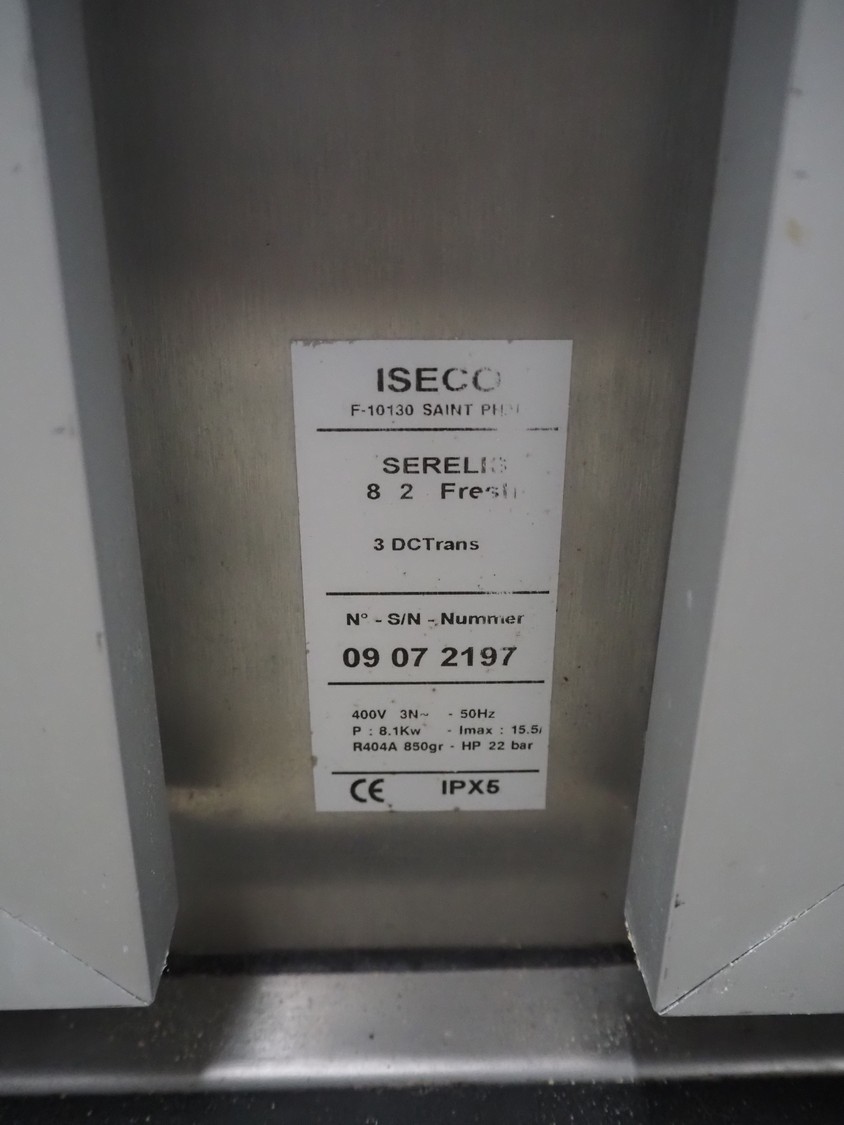 ISECO
F-10130 SAINT
SERELIS
8 2 Fresh
3 DCTrans
N° - S/N - Nummer
09 07 2197
400V 3N~ - 50Hz
P : 8.1Kw - Imax : 15.5
R404A 850gr - HP 22 bar
CE IPX5